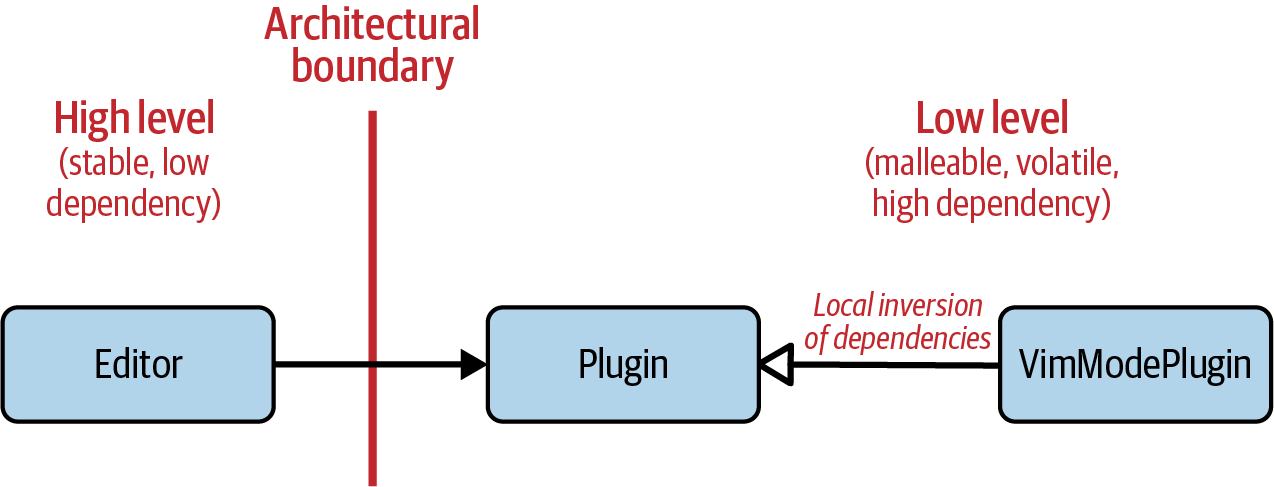 Architectural
boundary
High level
(stable, low
dependency)
Low level
(malleable, volatile,
high dependency)
Editor
Plugin
Local inversion
of dependencies
VimModePlugin